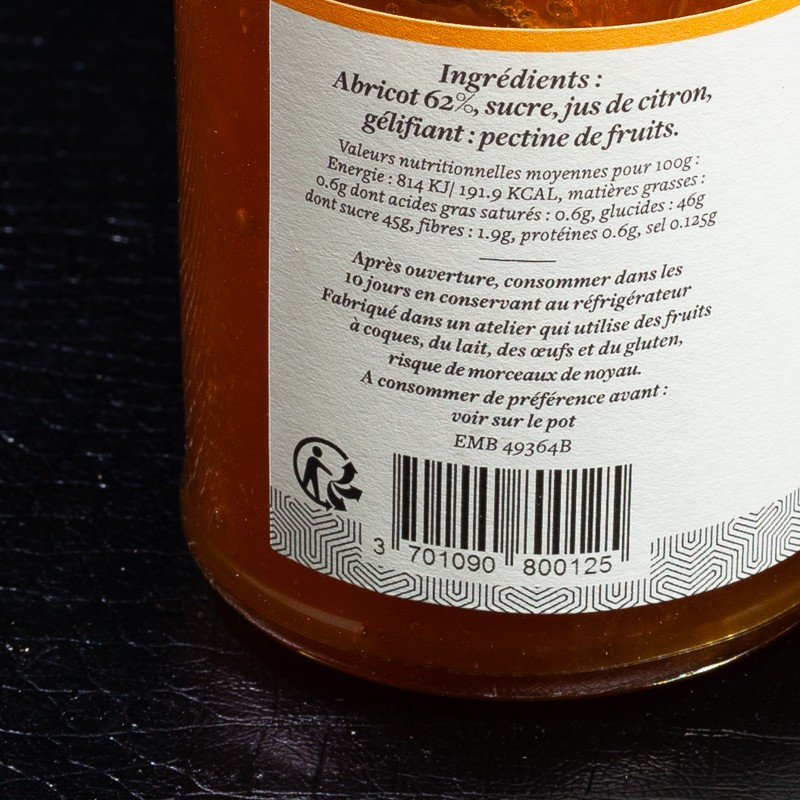 Ingrédients :
Abricot 62%, sucre, jus de citron,
gélifiant : pectine de fruits.
Valeurs nutritionnelles moyennes pour 100g :
Energie : 814 KJ/ 191.9 KCAL, matières grasses :
0.6g dont acides gras saturés : 0.6g, glucides : 46g
dont sucre 45g, fibres : 1.9g, protéines 0.6g, sel 0.125g
Après ouverture, consommer dans les
10 jours en conservant au réfrigérateur
Fabriqué dans un atelier qui utilise des fruits
à coques, du lait, des œufs et du gluten,
risque de morceaux de noyau.
A consommer de préférence avant :
voir sur le pot
EMB 49364B
3 701090 800125